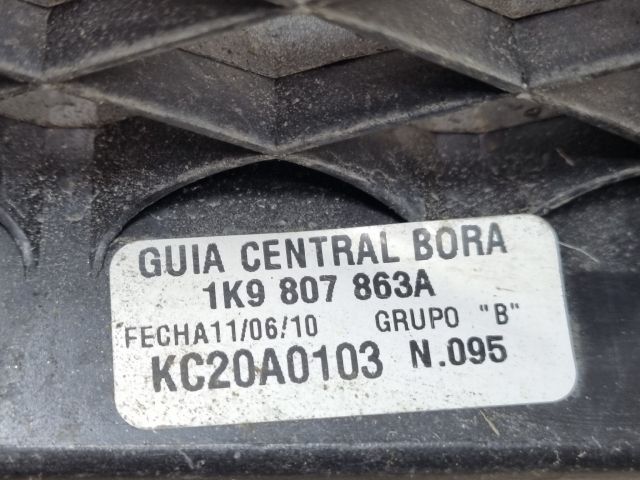 GUIA CENTRAL BORA
1K9 807 863A
FECHA11/06/10 GRUPO "B"
KC20A0103 N.095